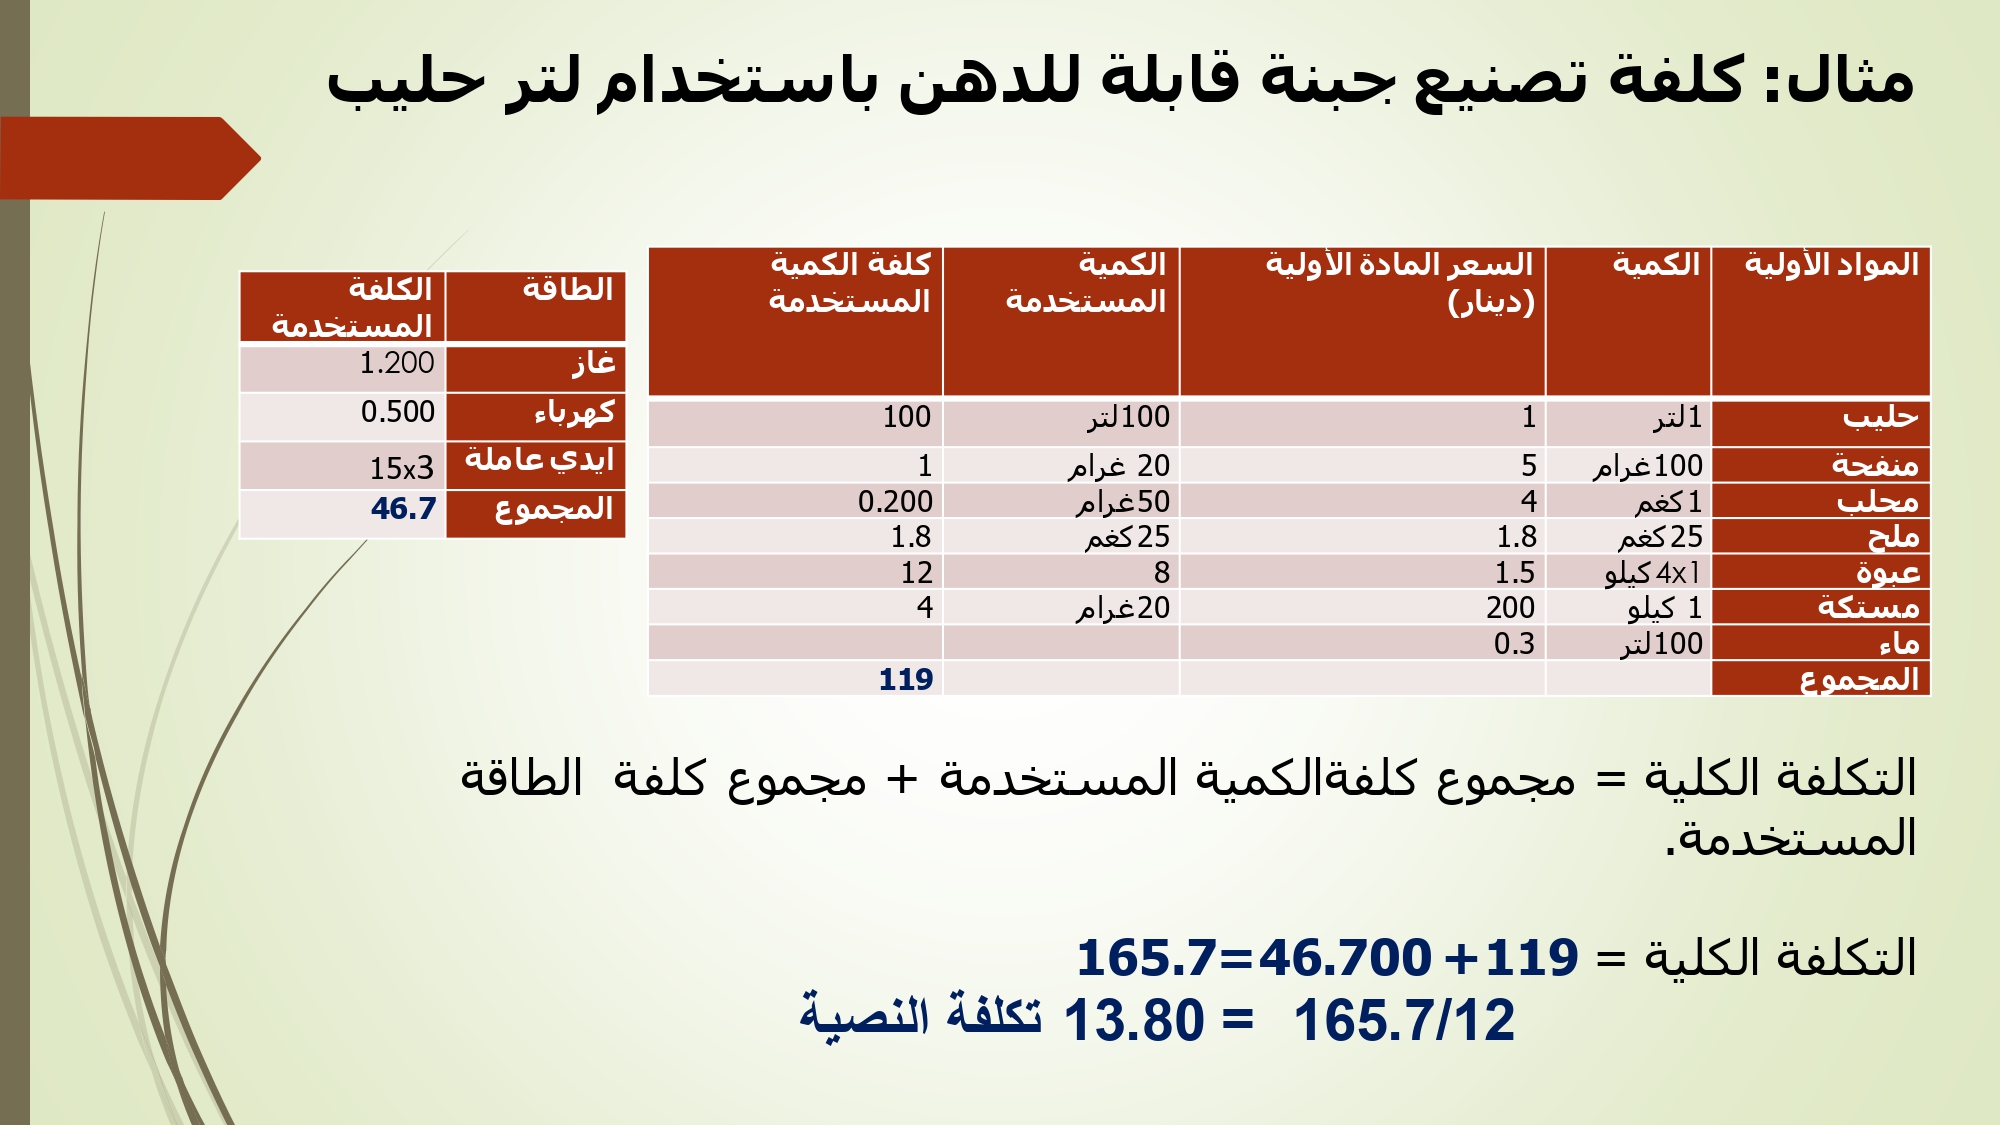 مثال: كلفة تصنيع جبنة قابلة للدهن باستخدام لتر حليب
المواد الأولية الكمية السعر المادة الأولية (دينار) الكمية المستخدمة كلفة الكمية المستخدمة
حليب 1لتر 1 100لتر 100
منفحة 100غرام 5 20 غرام 1
محلب 1كغم 4 50غرام 0.200
ملح 25كغم 1.8 25كغم 1.8
عبوة 4x1كيلو 1.5 8 12
مستكة 1 كيلو 200 20غرام 4
ماء 100لتر 0.3
المجموع 119
الطاقة الكلفة المستخدمة
غاز 1.200
كهرباء 0.500
ايدي عاملة 15x3
المجموع 46.7
التكلفة الكلية = مجموع كلفةالكمية المستخدمة + مجموع كلفة الطاقة
المستخدمة.
التكلفة الكلية = 119+ 46.700=165.7
165.7/12 = 13.80 تكلفة النصية